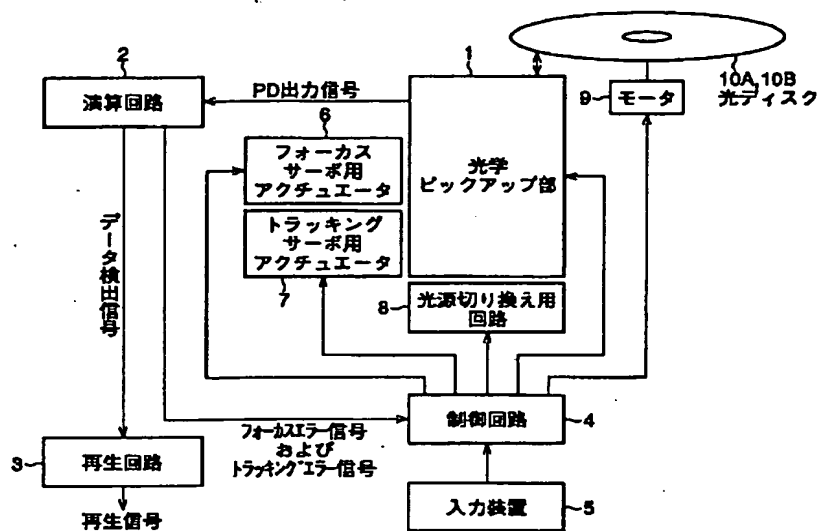 2
演算回路
PD出力信号
1
10A,10B
光ディスク
9
モータ
6
フォーカス
サーボ用
アクチュエータ
光学
ピックアップ部
トラッキング
サーボ用
アクチュエータ
7
データ検出信号
8
光源切り換え用
回路
制御回路
4
フォーカスエラー信号
および
トラッキングエラー信号
3
再生回路
再生信号
入力装置
5